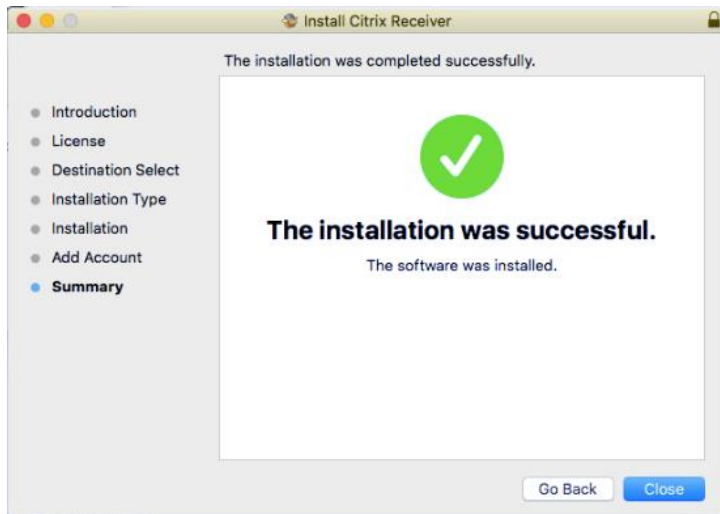 Install Citrix Receiver
The installation was completed successfully.
Introduction
License
Destination Select
Installation Type
Installation
Add Account
Summary
The installation was successful.
The software was installed.
Go Back
Close